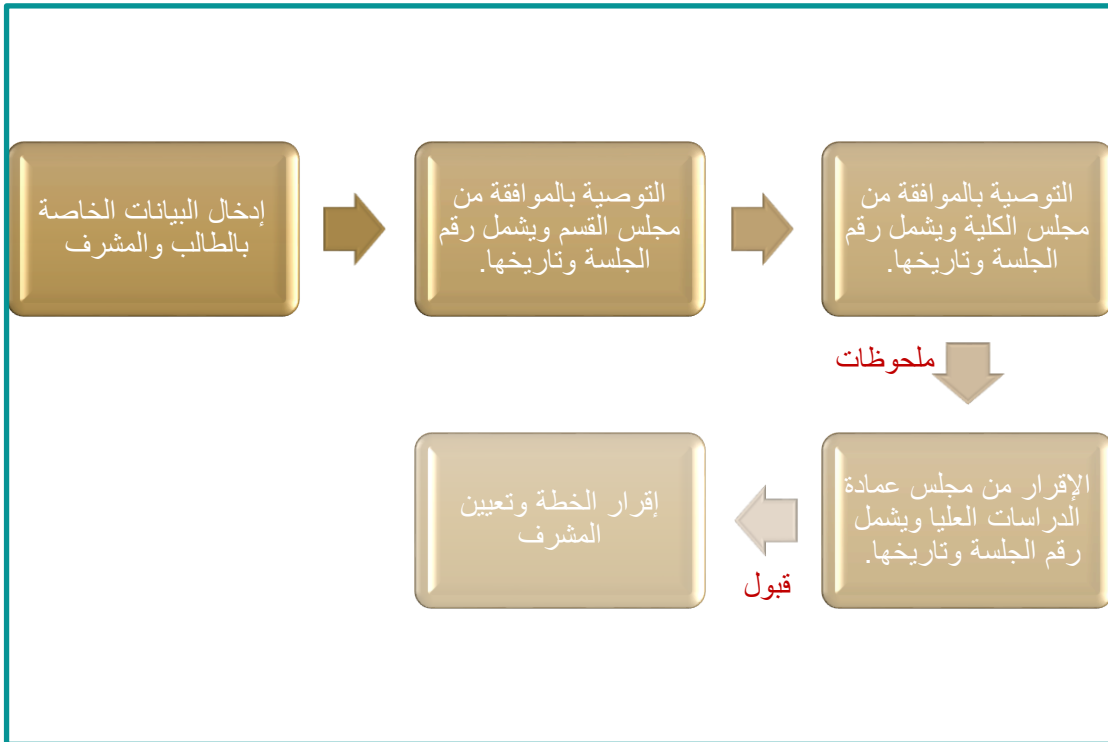 إدخال البيانات الخاصة
بالطالب والمشرف
التوصية بالموافقة من
مجلس القسم ويشمل رقم
الجلسة وتاريخها.
التوصية بالموافقة من
مجلس الكلية ويشمل رقم
الجلسة وتاريخها.
ملحوظات
الإقرار من مجلس عمادة
الدراسات العليا ويشمل
رقم الجلسة وتاريخها.
قبول
إقرار الخطة وتعيين
المشرف